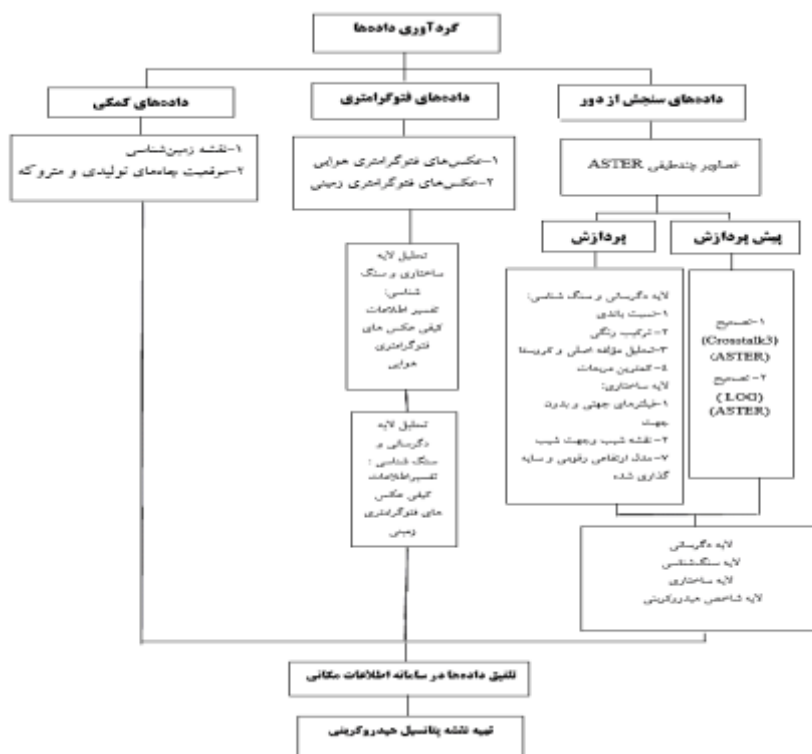 گردآوری داده‌ها
داده‌های سنجش از دور
داده‌های فتوگرامتری
داده‌های کمکی
تصاویر چندطیفی ASTER
پیش پردازش
پردازش
۱-تصحیح
(Crosstalk3)
(ASTER)
۲-تصحیح
(LOG)
(ASTER)
لایه دگرسانی و سنگ شناسی:
۱-نسبت باندی
۲-ترکیب رنگی
۳-تحلیل مؤلفه اصلی و کروستا
٤-کمترین مربعات
لایه ساختاری:
۱-فیلترهای جهتی و بدون
جهت
۲-نقشه شیب وجهت شیب
۷-مدل ارتفاعی رقومی و سایه
گذاری شده
لایه دگرسانی
لایه سنگ‌شناسی
لایه ساختاری
لایه شاخص هیدروکربنی
۱-عکس‌های فتوگرامتری هوایی
۲-عکس‌های فتوگرامتری زمینی
تحلیل لایه
ساختاری و سنگ
شناسی:
تفسیر اطلاعات
کیفی عکس های
فتوگرامتری
هوایی
تحلیل لایه
دگرسانی و
سنگ شناسی :
تفسیراطلاعات
کیفی عکس
های فتوگرامتری
زمینی
۱-نقشه زمین‌شناسی
۲-موقعیت چاه‌های تولیدی و متروکه
تلفیق داده‌ها در سامانه اطلاعات مکانی
تهیه نقشه پتانسیل هیدروکربنی